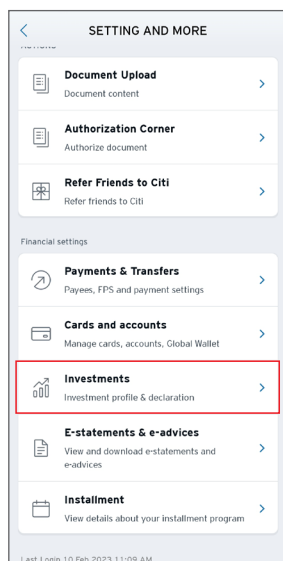 SETTING AND MORE
Document Upload
Document content
Authorization Corner
Authorize document
Refer Friends to Citi
Refer friends to Citi
Financial settings
Payments & Transfers
Payees, FPS and payment settings
Cards and accounts
Manage cards, accounts, Global Wallet
Investments
Investment profile & declaration
E-statements & e-advices
View and download e-statements and
e-advices
Installment
View details about your installment program
Last Login 10 Feb 2023 11:09 AM